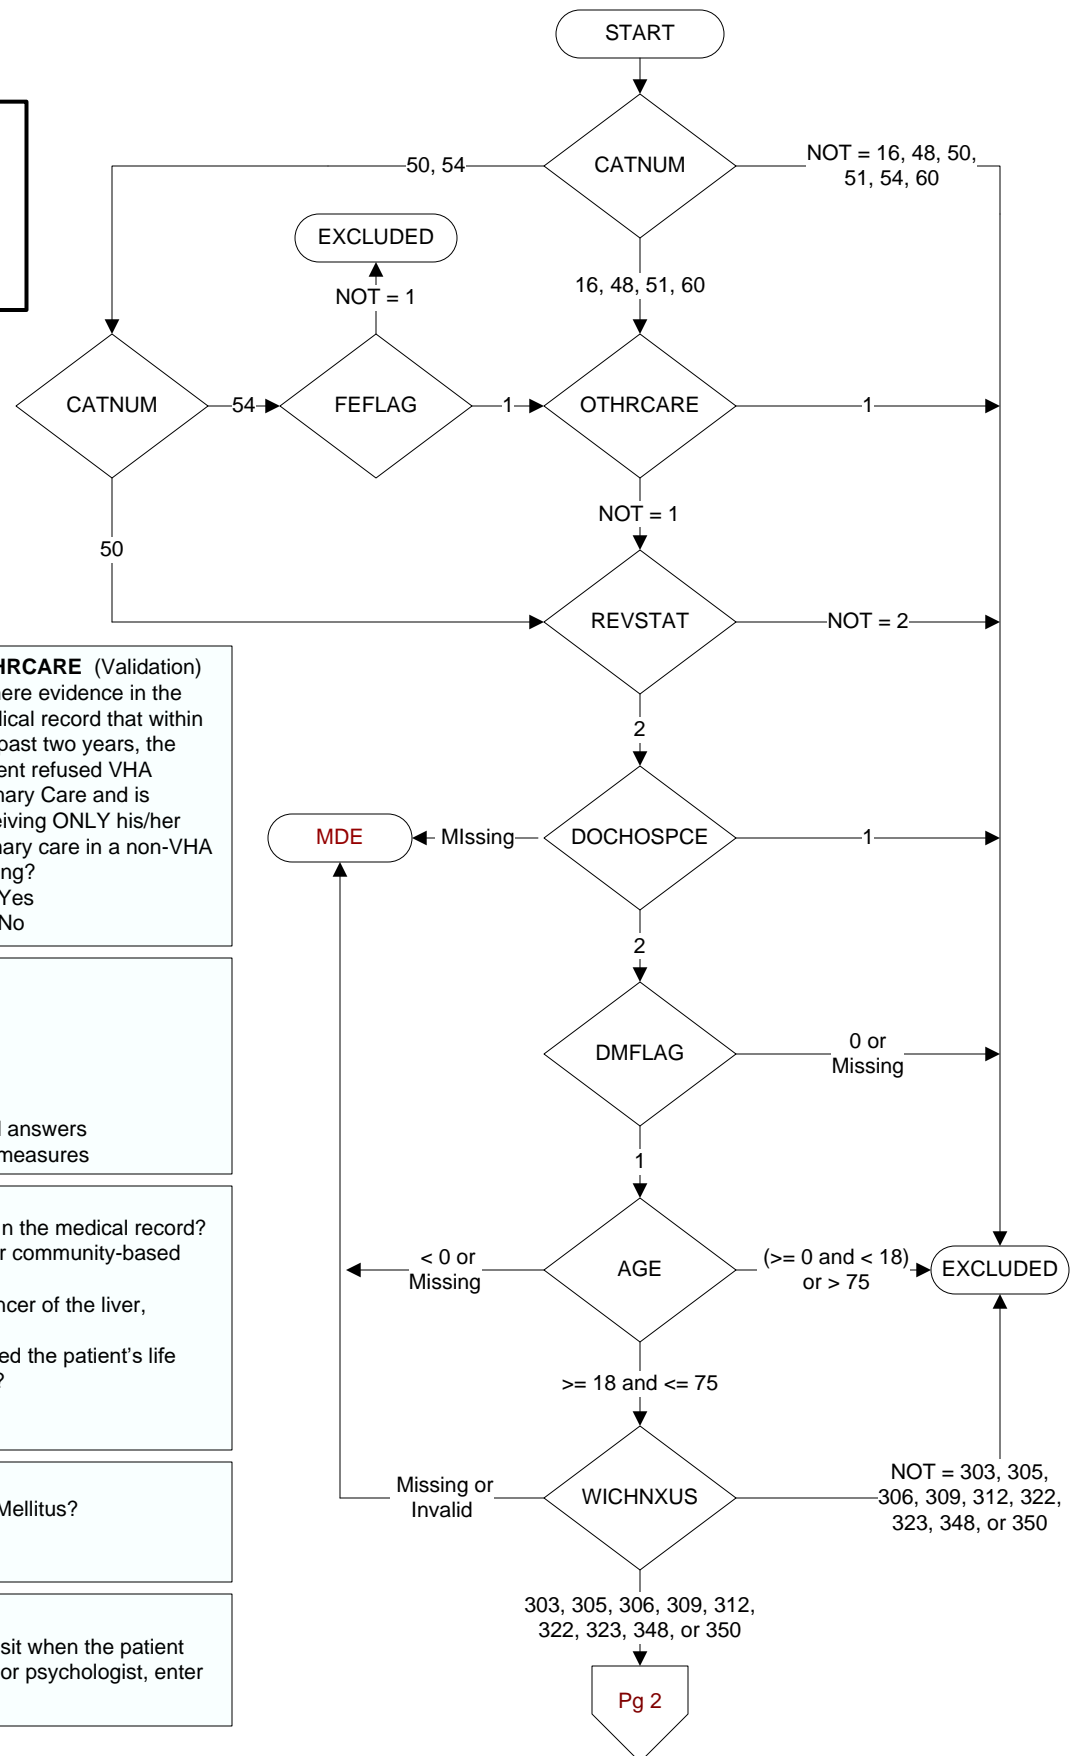 START
CATNUM
50, 54
NOT = 16, 48, 50,
51, 54, 60
EXCLUDED
NOT = 1
16, 48, 51, 60
CATNUM
54
FEFLAG
1
OTHRCARE
1
NOT = 1
50
REVSTAT
NOT = 2
2
MDE
MIssing
DOCHOSPCE
1
2
DMFLAG
0 or
Missing
1
< 0 or
Missing
AGE
(>= 0 and < 18)
or > 75
EXCLUDED
>= 18 and <= 75
Missing or
Invalid
WICHNXUS
NOT = 303, 305,
306, 309, 312, 322,
323, 348, or 350
303, 305, 306, 309, 312,
322, 323, 348, or 350
Pg 2
HRCARE (Validation)
here evidence in the
dical record that within
past two years, the
ent refused VHA
nary Care and is
eiving ONLY his/her
nary care in a non-VHA
ng?
Yes
No
answers
measures
n the medical record?
r community-based
ncer of the liver,
ed the patient's life
?
Mellitus?
sit when the patient
or psychologist, enter